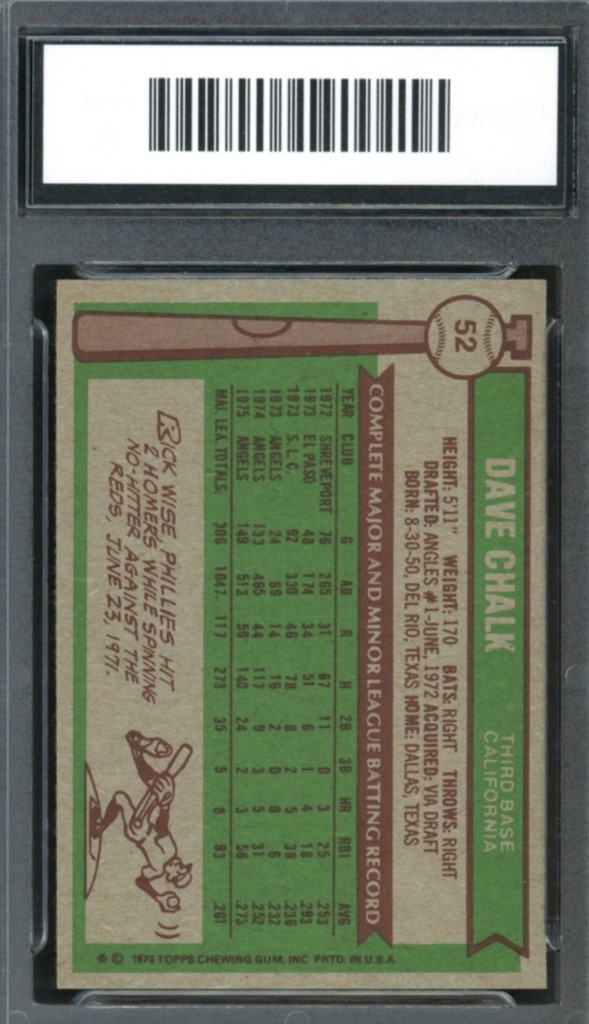 52
DAVE CHALK
THIRD BASE
CALIFORNIA
HEIGHT: 5'11" WEIGHT: 170 BATS: RIGHT THROWS: RIGHT
DRAFTED: ANGLES #1-JUNE, 1972 ACQUIRED: VIA DRAFT
BORN: 8-30-50, DEL RIO, TEXAS HOME: DALLAS, TEXAS
COMPLETE MAJOR AND MINOR LEAGUE BATTING RECORD
YEAR CLUB G AB R H 2B 3B HR RBI AVG
1972 SHREVEPORT 76 265 31 67 11 0 3 25 .253
1973 EL PASO 48 174 34 51 6 1 4 18 .293
1973 S.L.C. 92 330 46 78 8 2 5 38 .236
1973 ANGELS 24 69 14 16 2 0 0 6 .232
1974 ANGELS 133 465 44 117 9 3 5 31 .252
1975 ANGELS 149 513 59 140 24 2 3 56 .273
MAJ. LEA. TOTALS: 306 1047 117 273 35 5 8 93 .261
RICK WISE PHILLIES HIT
2 HOMERS WHILE SPINNING
NO-HITTER AGAINST THE
REDS, JUNE 23, 1971.
* © 1976 TOPPS CHEWING GUM, INC PRTD. IN U.S.A.